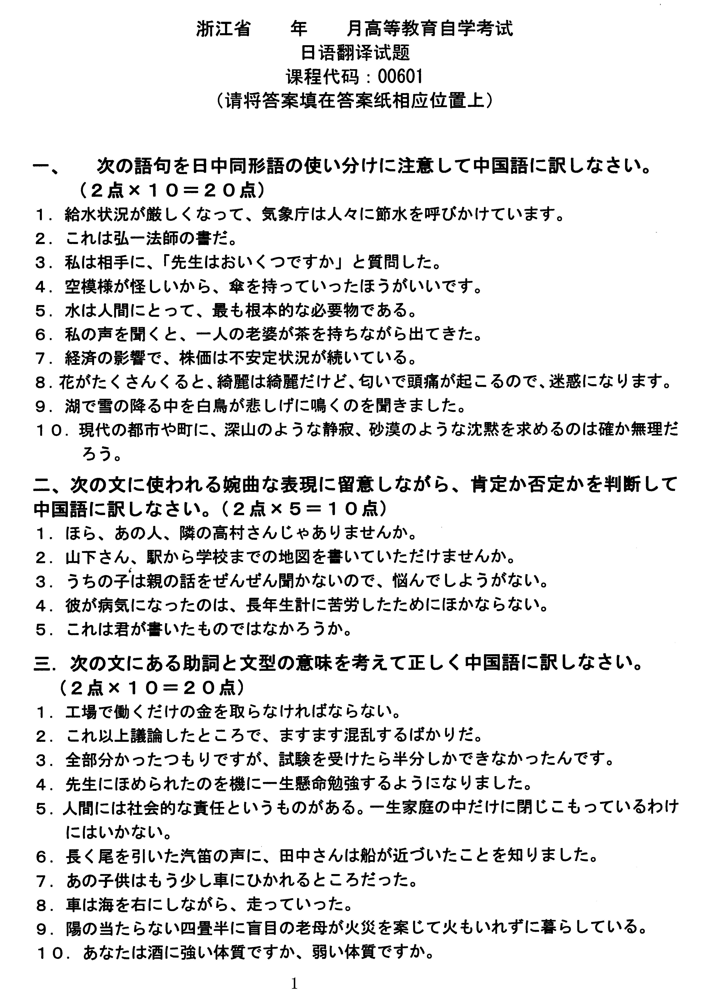 浙江省　　年　　月高等教育自学考试
日语翻译试题
课程代码：00601
（请将答案填在答案纸相应位置上）
一、　次の語句を日中同形語の使い分けに注意して中国語に訳しなさい。
（２点×１０＝２０点）
１．給水状況が厳しくなって、気象庁は人々に節水を呼びかけています。
２．これは弘一法師の書だ。
３．私は相手に、「先生はおいくつですか」と質問した。
４．空模様が怪しいから、傘を持っていったほうがいいです。
５．水は人間にとって、最も根本的な必要物である。
６．私の声を聞くと、一人の老婆が茶を持ちながら出てきた。
７．経済の影響で、株価は不安定状況が続いている。
８．花がたくさんくると、綺麗は綺麗だけど、匂いで頭痛が起こるので、迷惑になります。
９．湖で雪の降る中を白鳥が悲しげに鳴くのを聞きました。
１０．現代の都市や町に、深山のような静寂、砂漠のような沈黙を求めるのは確か無理だ
ろう。
二、次の文に使われる婉曲な表現に留意しながら、肯定か否定かを判断して
中国語に訳しなさい。（２点×５＝１０点）
１．ほら、あの人、隣の高村さんじゃありませんか。
２．山下さん、駅から学校までの地図を書いていただけませんか。
３．うちの子は親の話をぜんぜん聞かないので、悩んでしようがない。
４．彼が病気になったのは、長年生計に苦労したためにほかならない。
５．これは君が書いたものではなかろうか。
三．次の文にある助詞と文型の意味を考えて正しく中国語に訳しなさい。
（２点×１０＝２０点）
１．工場で働くだけの金を取らなければならない。
２．これ以上議論したところで、ますます混乱するばかりだ。
３．全部分かったつもりですが、試験を受けたら半分しかできなかったんです。
４．先生にほめられたのを機に一生懸命勉強するようになりました。
５．人間には社会的な責任というものがある。一生家庭の中だけに閉じこもっているわけ
にはいかない。
６．長く尾を引いた汽笛の声に、田中さんは船が近づいたことを知りました。
７．あの子供はもう少し車にひかれるところだった。
８．車は海を右にしながら、走っていった。
９．陽の当たらない四畳半に盲目の老母が火災を案じて火もいれずに暮らしている。
１０．あなたは酒に強い体質ですか、弱い体質ですか。
1